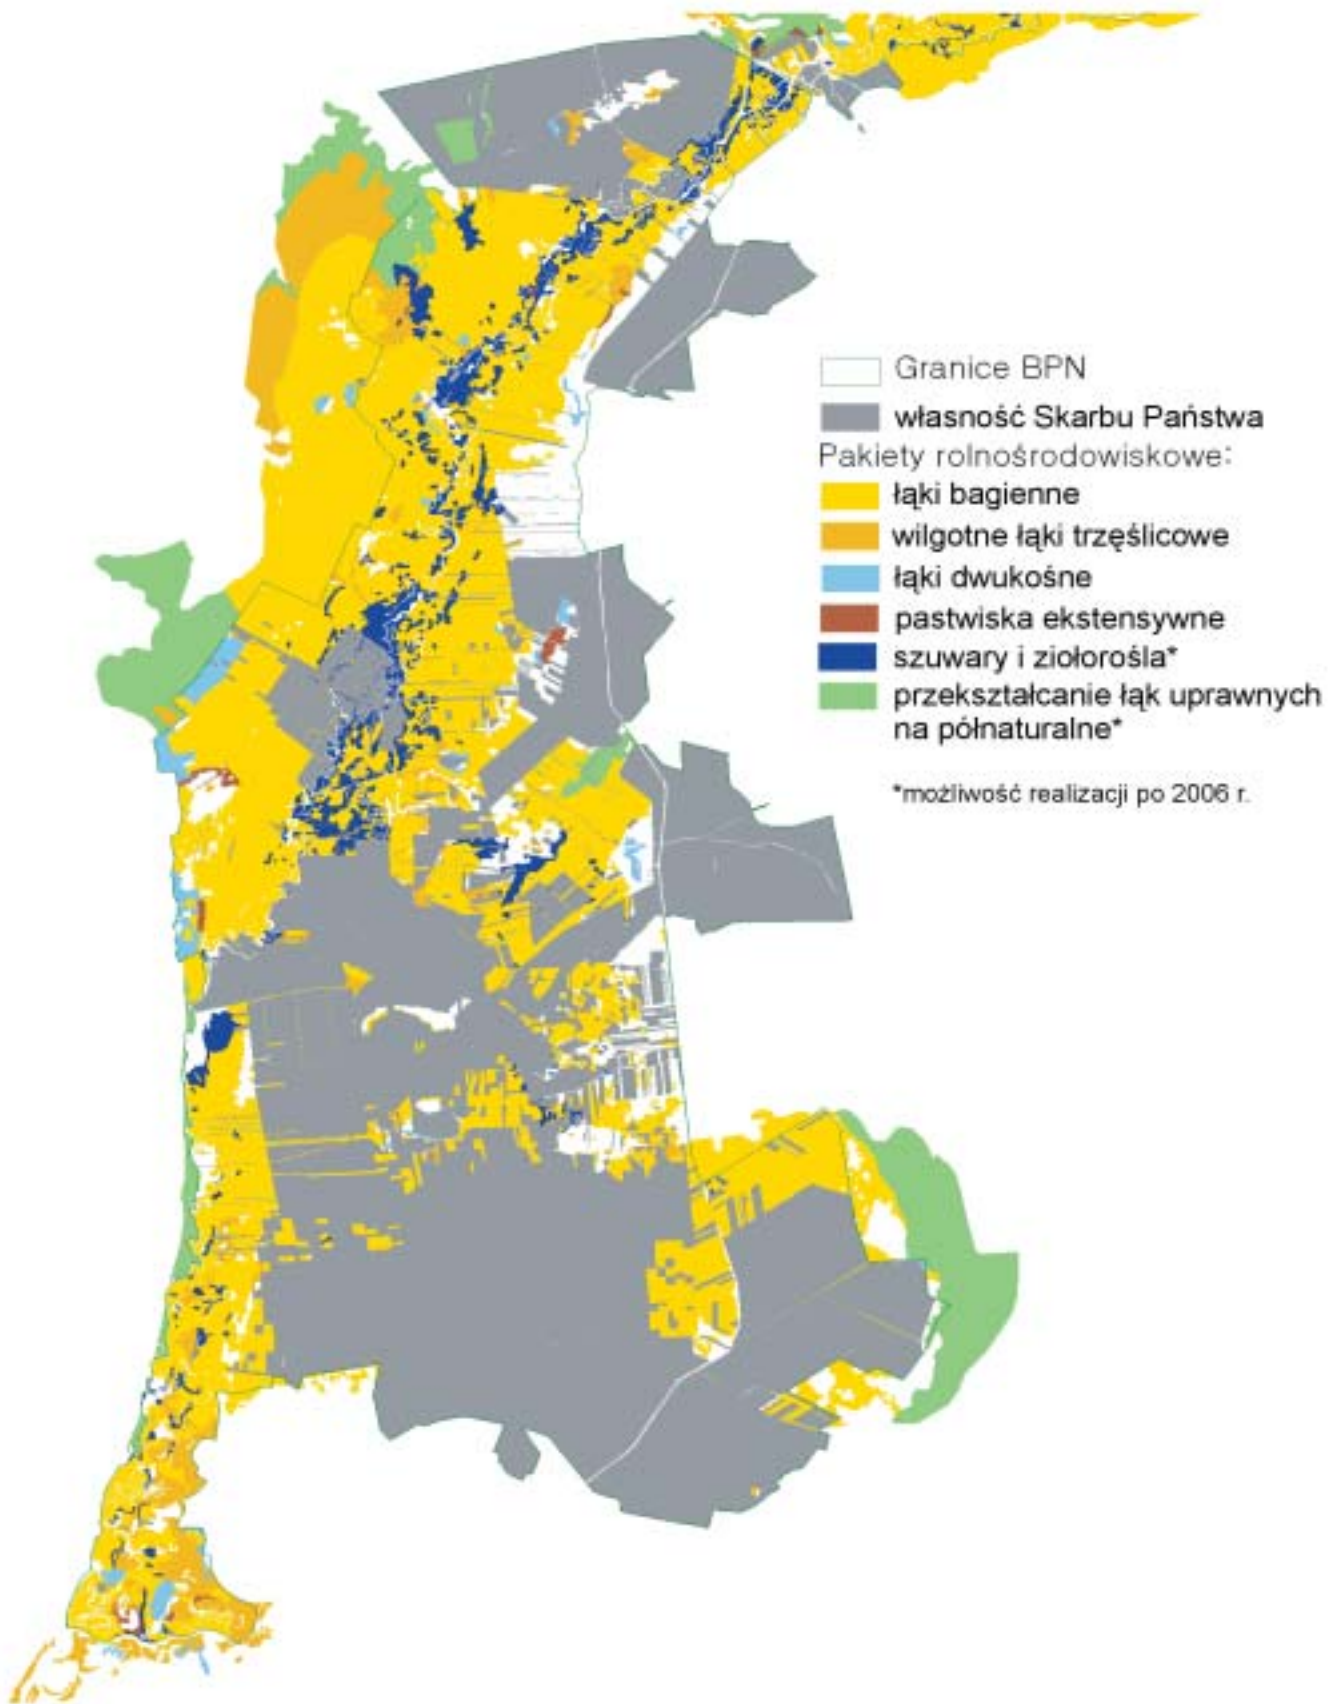 Granice BPN
własność Skarbu Państwa
Pakiety rolnośrodowiskowe:
łąki bagienne
wilgotne łąki trzęślicowe
łąki dwukośne
pastwiska ekstensywne
szuwary i ziołorośla*
przekształcanie łąk uprawnych
na półnaturalne*
*możliwość realizacji po 2006 r.